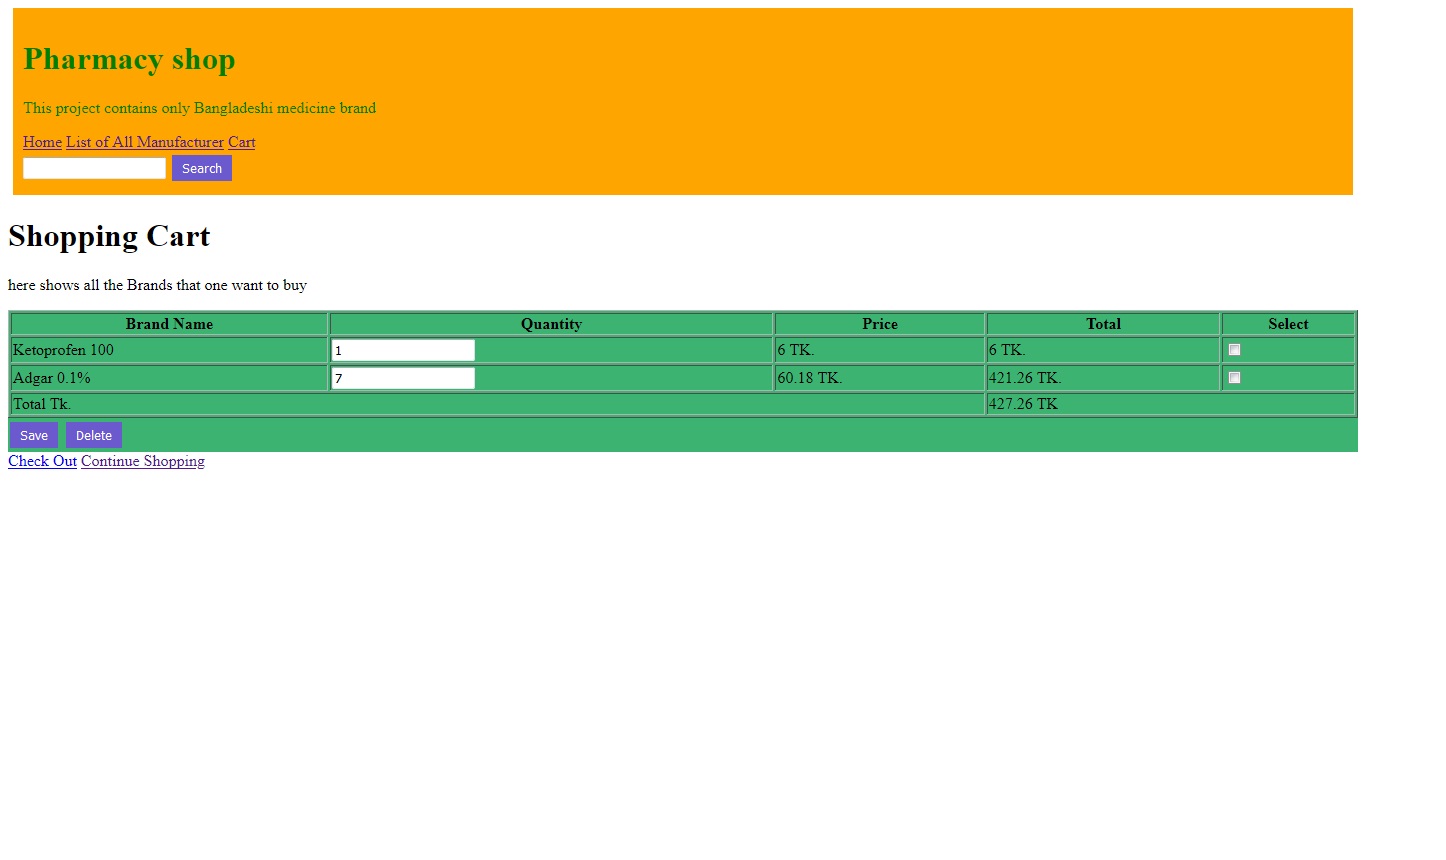 Pharmacy shop
This project contains only Bangladeshi medicine brand
Home List of All Manufacturer Cart
Search
Shopping Cart
here shows all the Brands that one want to buy
Brand Name Quantity Price Total Select
Ketoprofen 100 1 6 TK. 6 TK.
Adgar 0.1% 7 60.18 TK. 421.26 TK.
Total Tk. 427.26 TK
Save Delete
Check Out Continue Shopping